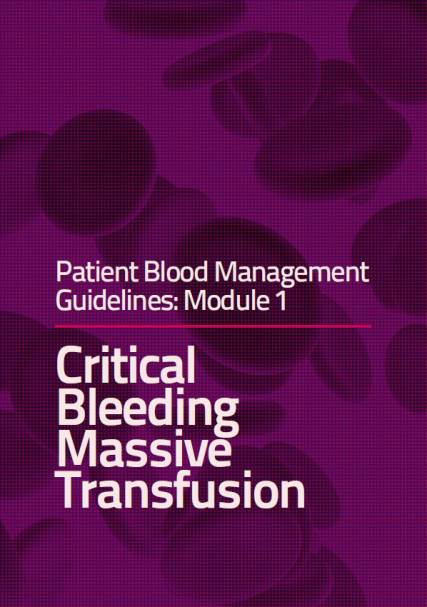 Patient Blood Management
Guidelines: Module 1
Critical
Bleeding
Massive
Transfusion